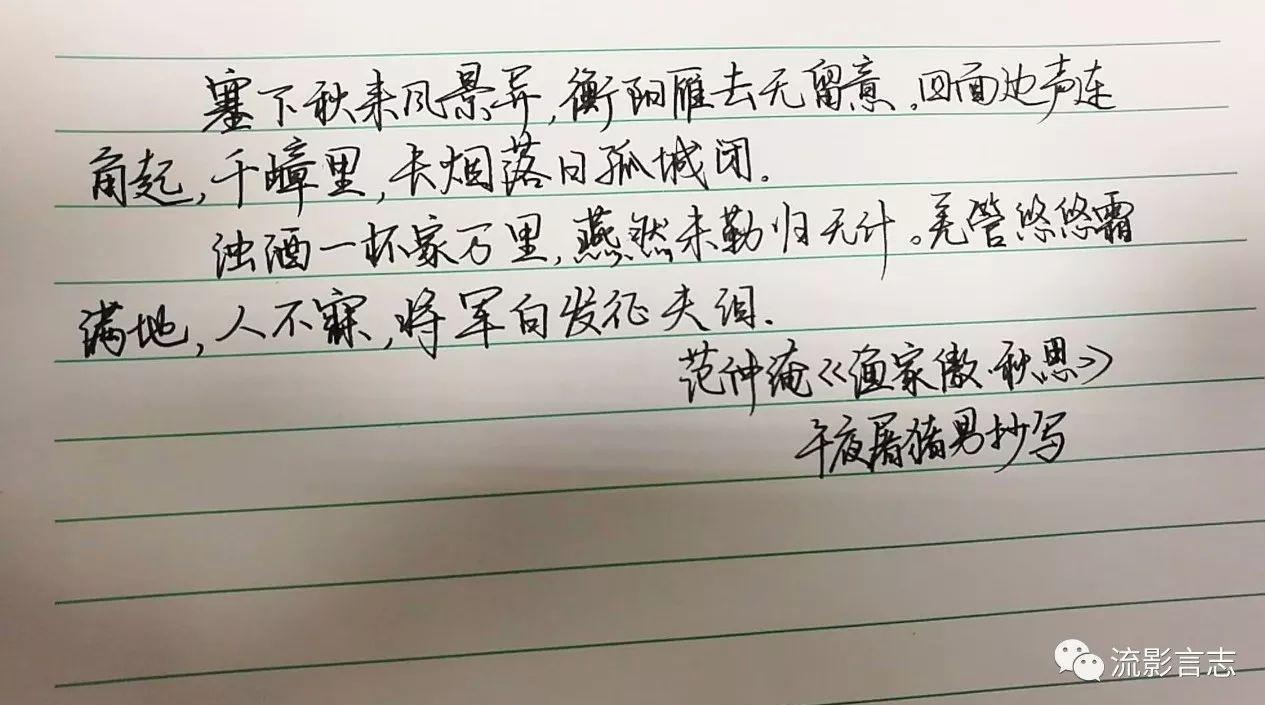 塞下秋来风景异,衡阳雁去无留意。四面边声连
角起,千嶂里,长烟落日孤城闭.
浊酒一杯家万里,燕然未勒归无计。羌管悠悠霜
满地,人不寐,将军白发征夫泪.
范仲淹《渔家傲·秋思》
午夜屠猪男抄写
流影言志